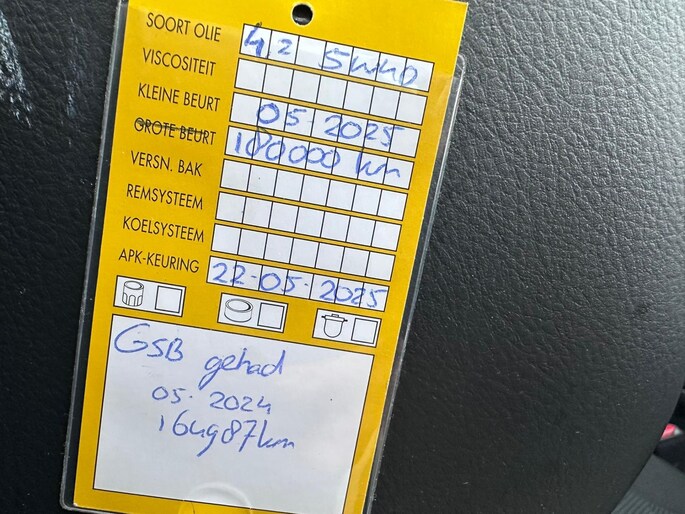 SOORT OLIE 4.2 5W40
VISCOSITEIT
KLEINE BEURT 05.2025
GROTE BEURT 180000 km
VERSN. BAK
REMSYSTEEM
KOELSYSTEEM
APK-KEURING 22-05-2025
GSB gehad
05.2024
164987km